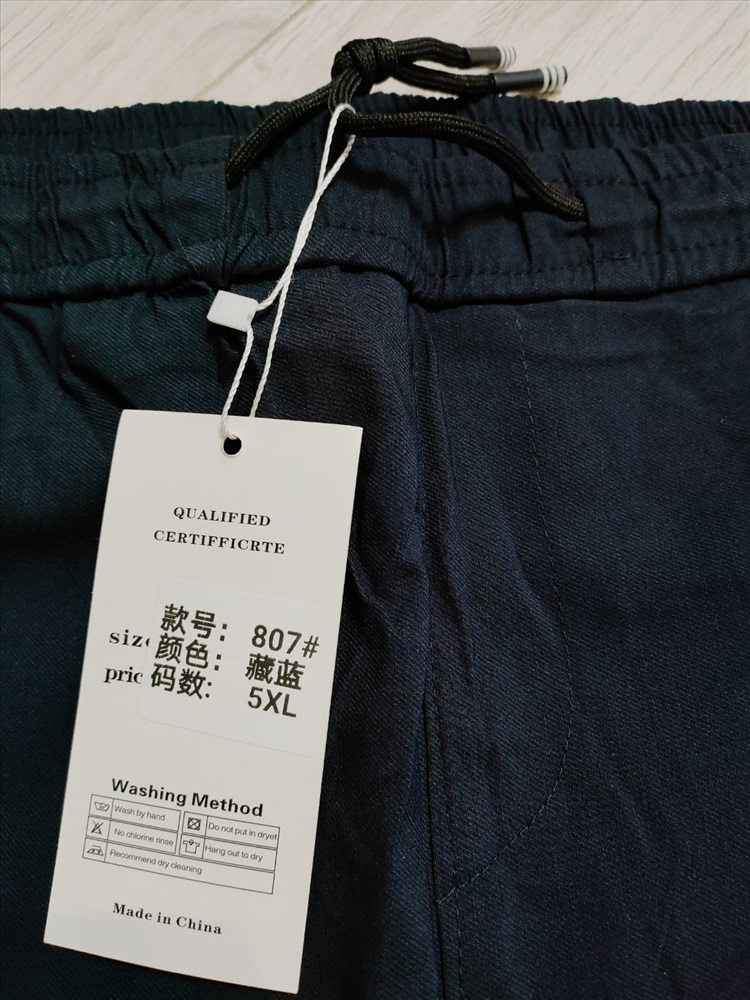 QUALIFIED
CERTIFFICRTE
款号: 807#
颜色: 藏蓝
码数: 5XL
Washing Method
Wash by hand
Do not put in dryet
No chlorine rinse
Hang out to dry
Recommend dry cleaning
Made in China